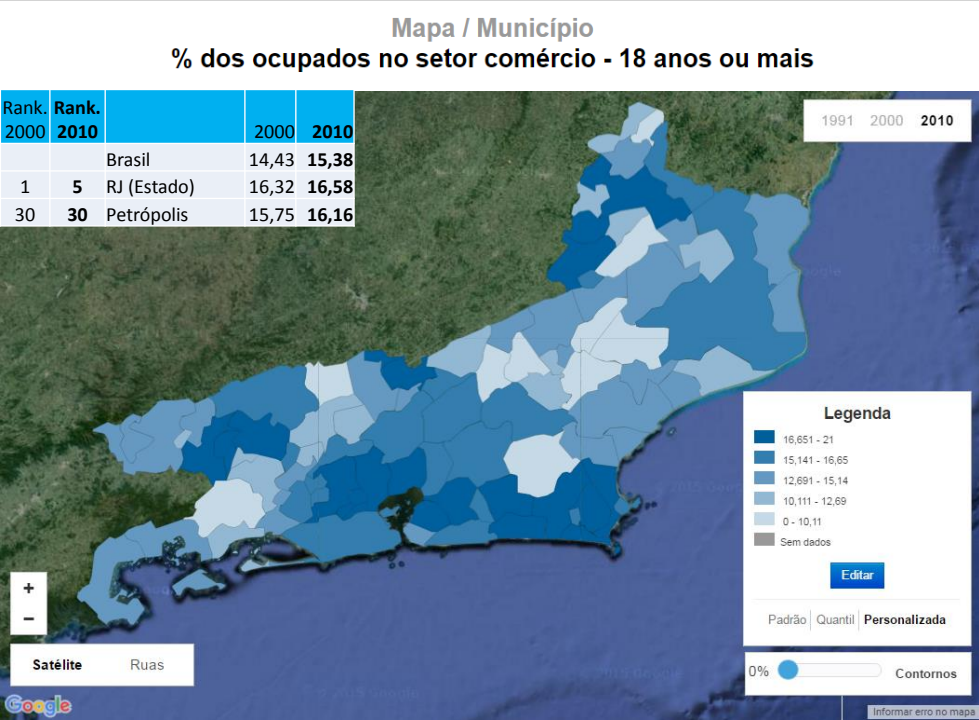 Mapa / Município
% dos ocupados no setor comércio - 18 anos ou mais
Rank. Rank.
2000 2010 2000 2010
Brasil 14,43 15,38
1 5 RJ (Estado) 16,32 16,58
30 30 Petrópolis 15,75 16,16
1991 2000 2010
Legenda
16,651 - 21
15,141 - 16,65
12,691 - 15,14
10,111 - 12,69
0 - 10,11
Sem dados
Editar
Padrão Quantil Personalizada
0% Contornos
+
−
Satélite Ruas
Google
Informar erro no mapa